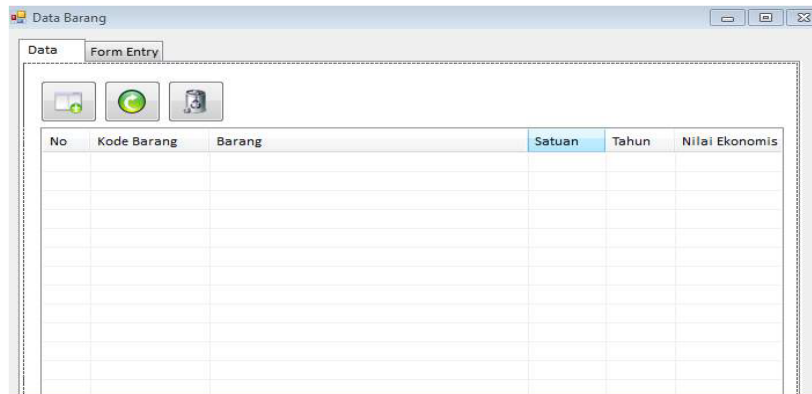 Data Barang
Data Form Entry
No Kode Barang Barang Satuan Tahun Nilai Ekonomis